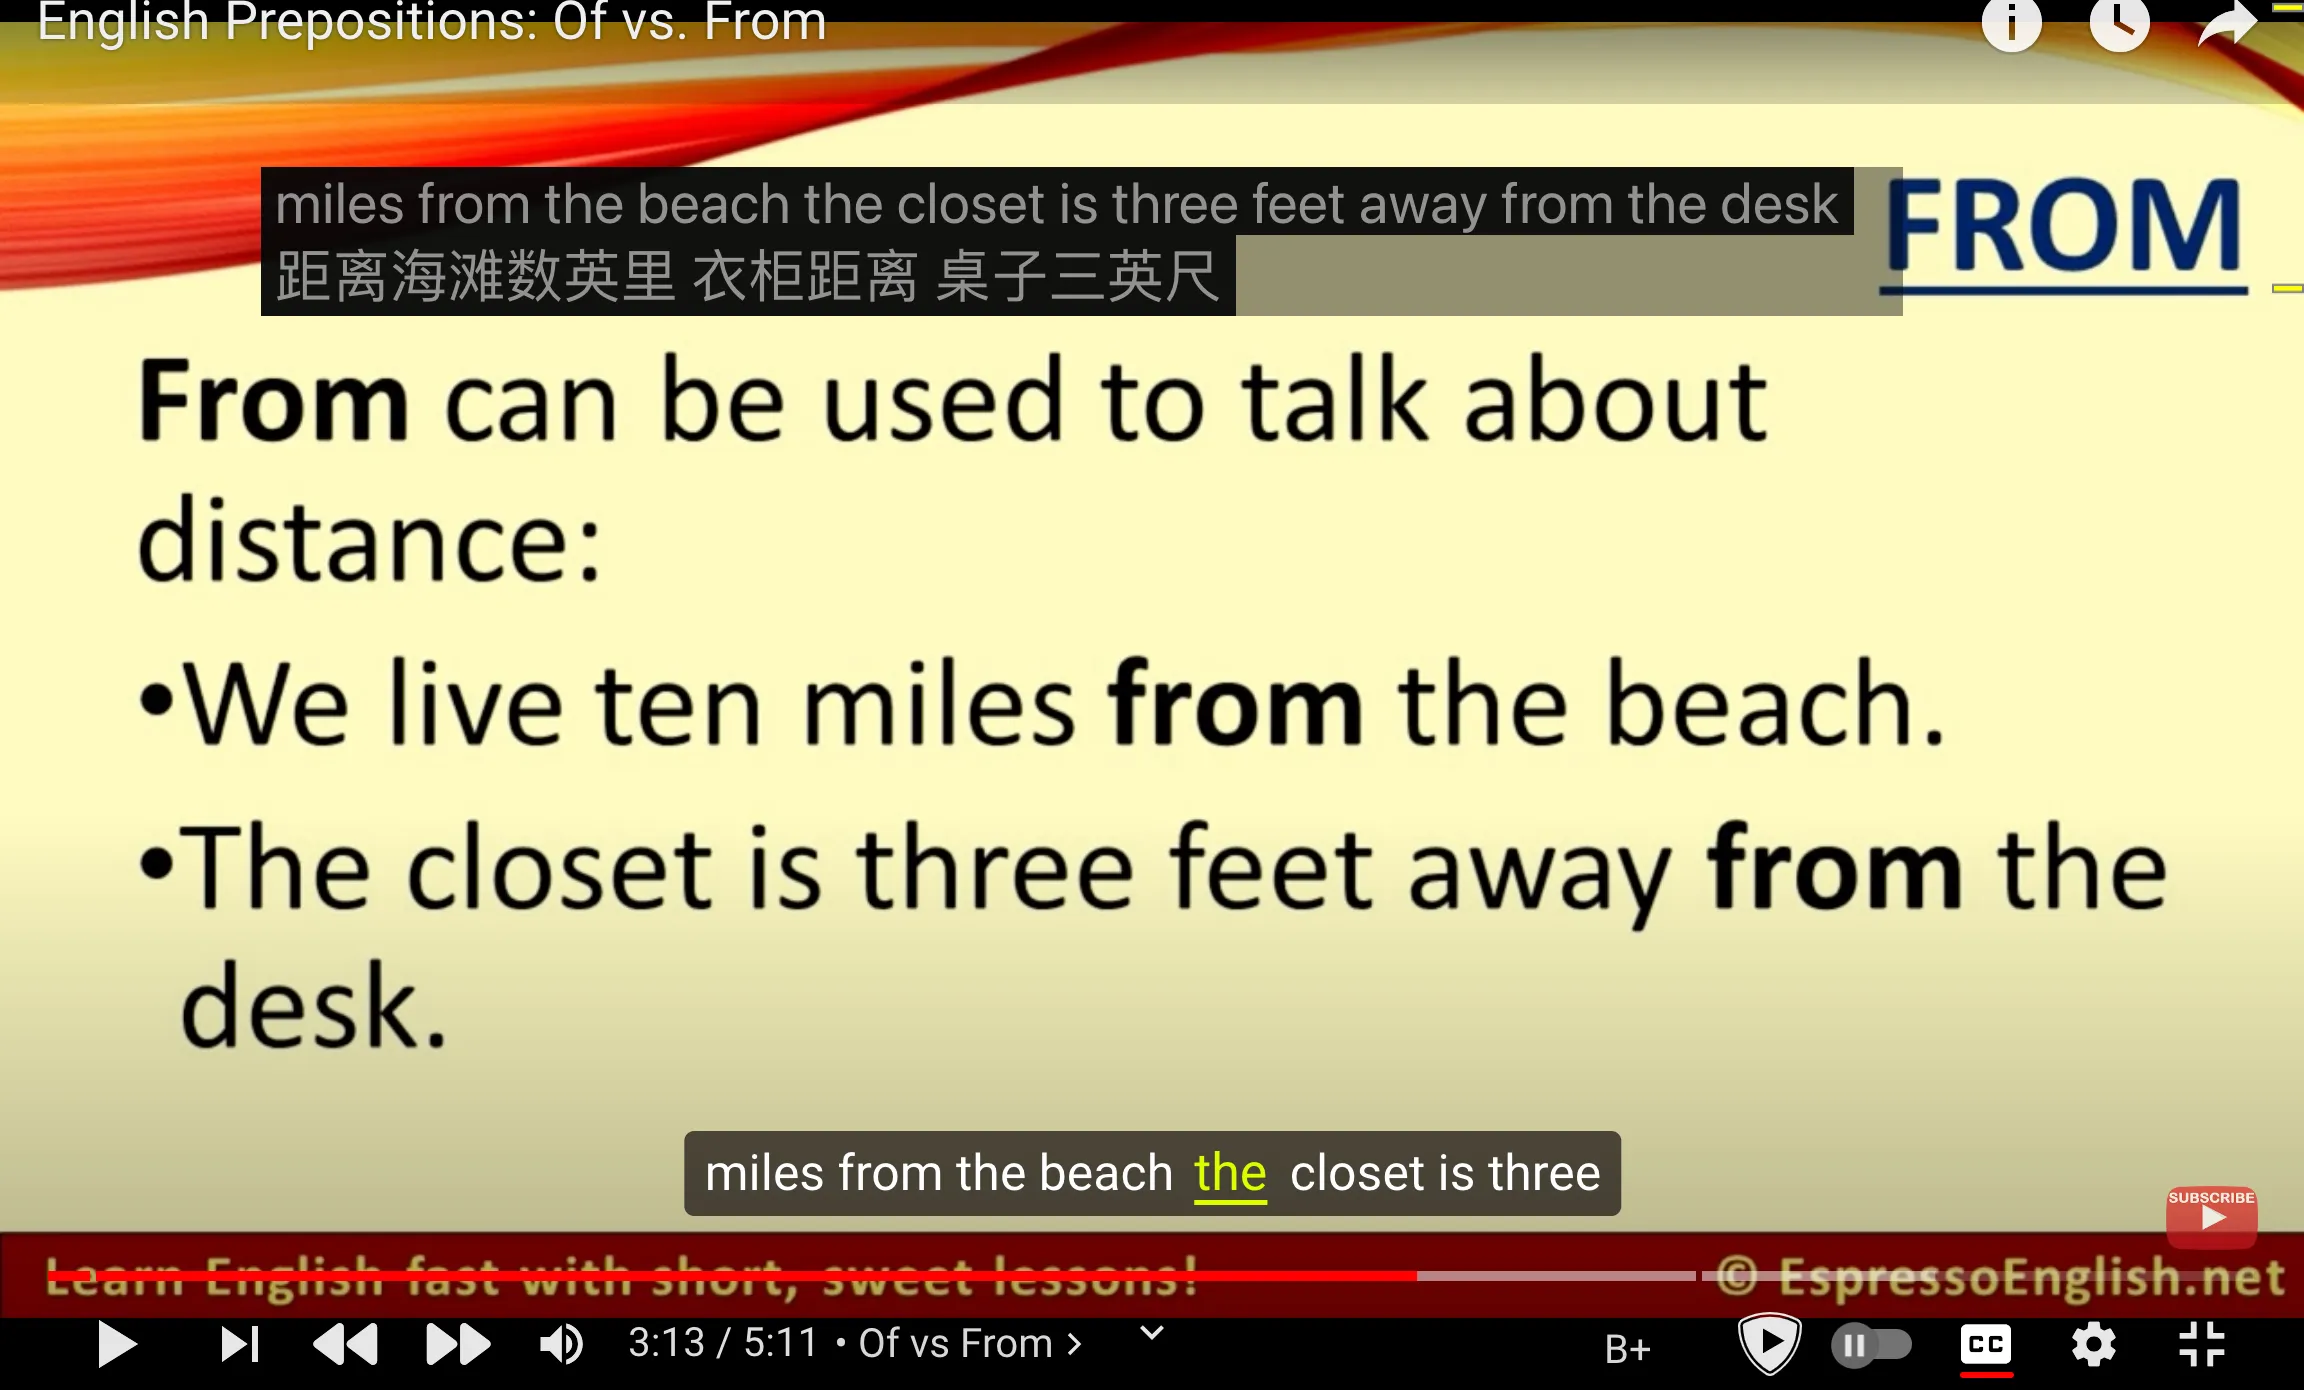 English Prepositions: Of vs. From
miles from the beach the closet is three feet away from the desk
距离海滩数英里 衣柜距离 桌子三英尺
FROM
From can be used to talk about
distance:
•We live ten miles from the beach.
•The closet is three feet away from the
desk.
miles from the beach the closet is three
SUBSCRIBE
Learn English fast with short, sweet lessons!
© EspressoEnglish.net
3:13 / 5:11 • Of vs From >
B+
CC